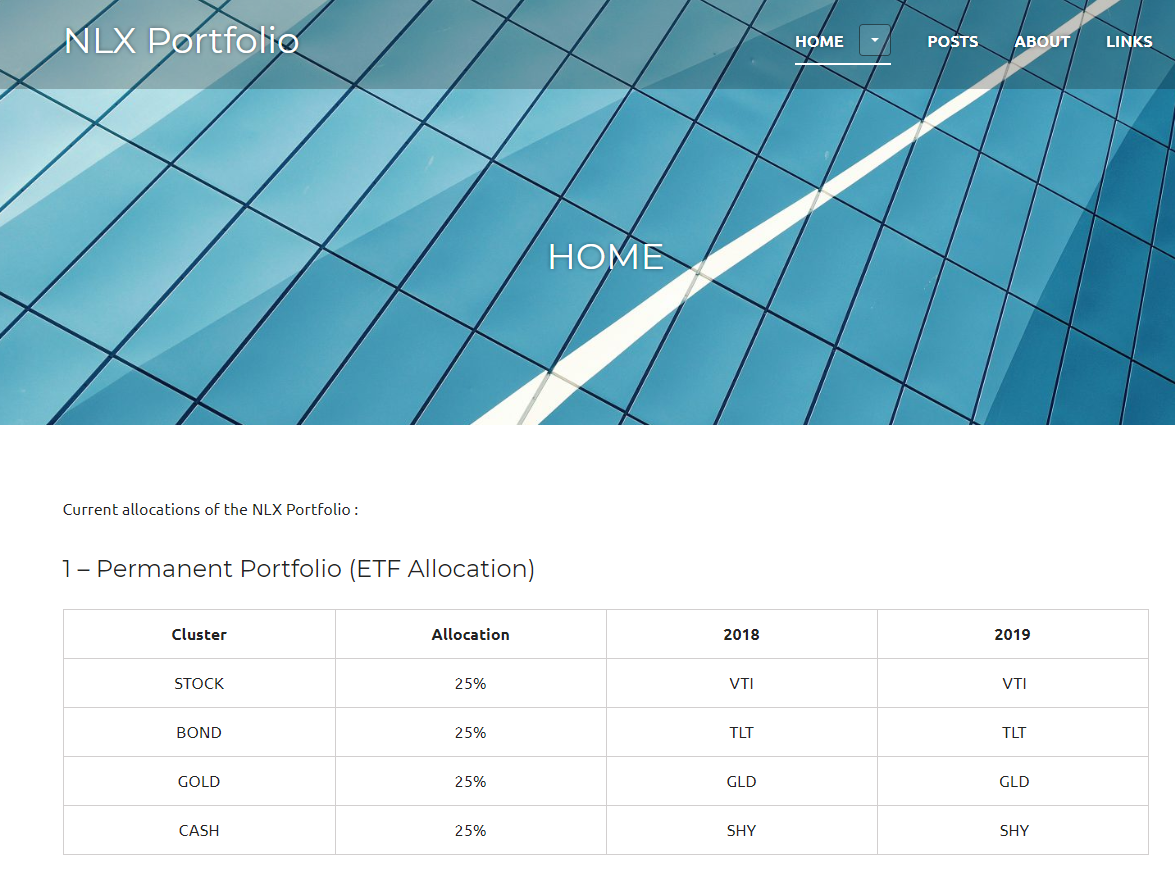 NLX Portfolio
HOME POSTS ABOUT LINKS
HOME
Current allocations of the NLX Portfolio :
1 – Permanent Portfolio (ETF Allocation)
Cluster Allocation 2018 2019
STOCK 25% VTI VTI
BOND 25% TLT TLT
GOLD 25% GLD GLD
CASH 25% SHY SHY